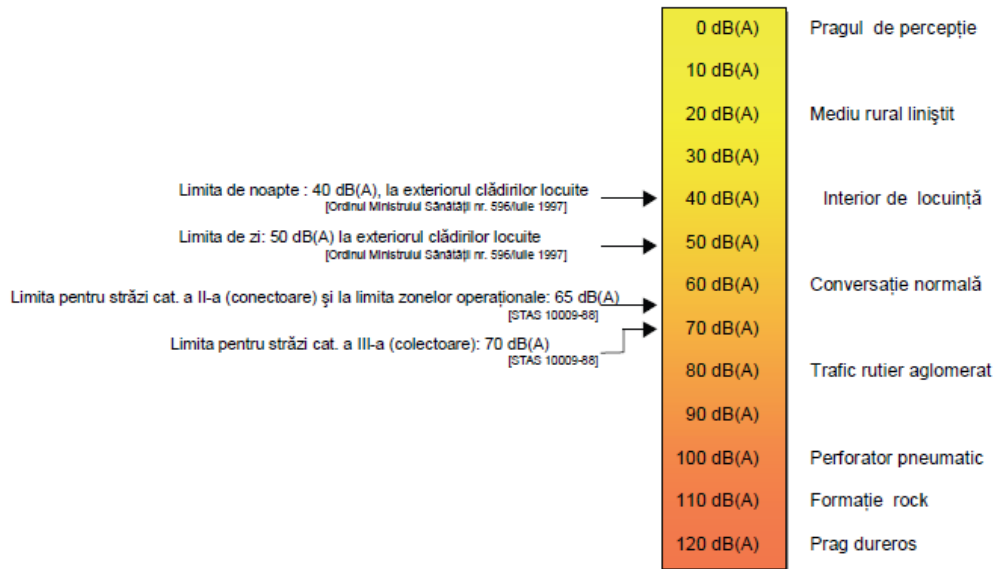 0 dB(A) Pragul de percepție
10 dB(A)
20 dB(A) Mediu rural liniştit
30 dB(A)
Limita de noapte : 40 dB(A), la exteriorul clădirilor locuite
[Ordinul Ministrului Sănătății nr. 596/iulie 1997]
40 dB(A) Interior de locuință
Limita de zi: 50 dB(A) la exteriorul clădirilor locuite
[Ordinul Ministrului Sănătății nr. 596/iulie 1997]
50 dB(A)
60 dB(A) Conversație normală
Limita pentru străzi cat. a II-a (conectoare) şi la limita zonelor operaționale: 65 dB(A)
[STAS 10009-88]
70 dB(A)
Limita pentru străzi cat. a III-a (colectoare): 70 dB(A)
[STAS 10009-88]
80 dB(A) Trafic rutier aglomerat
90 dB(A)
100 dB(A) Perforator pneumatic
110 dB(A) Formație rock
120 dB(A) Prag dureros